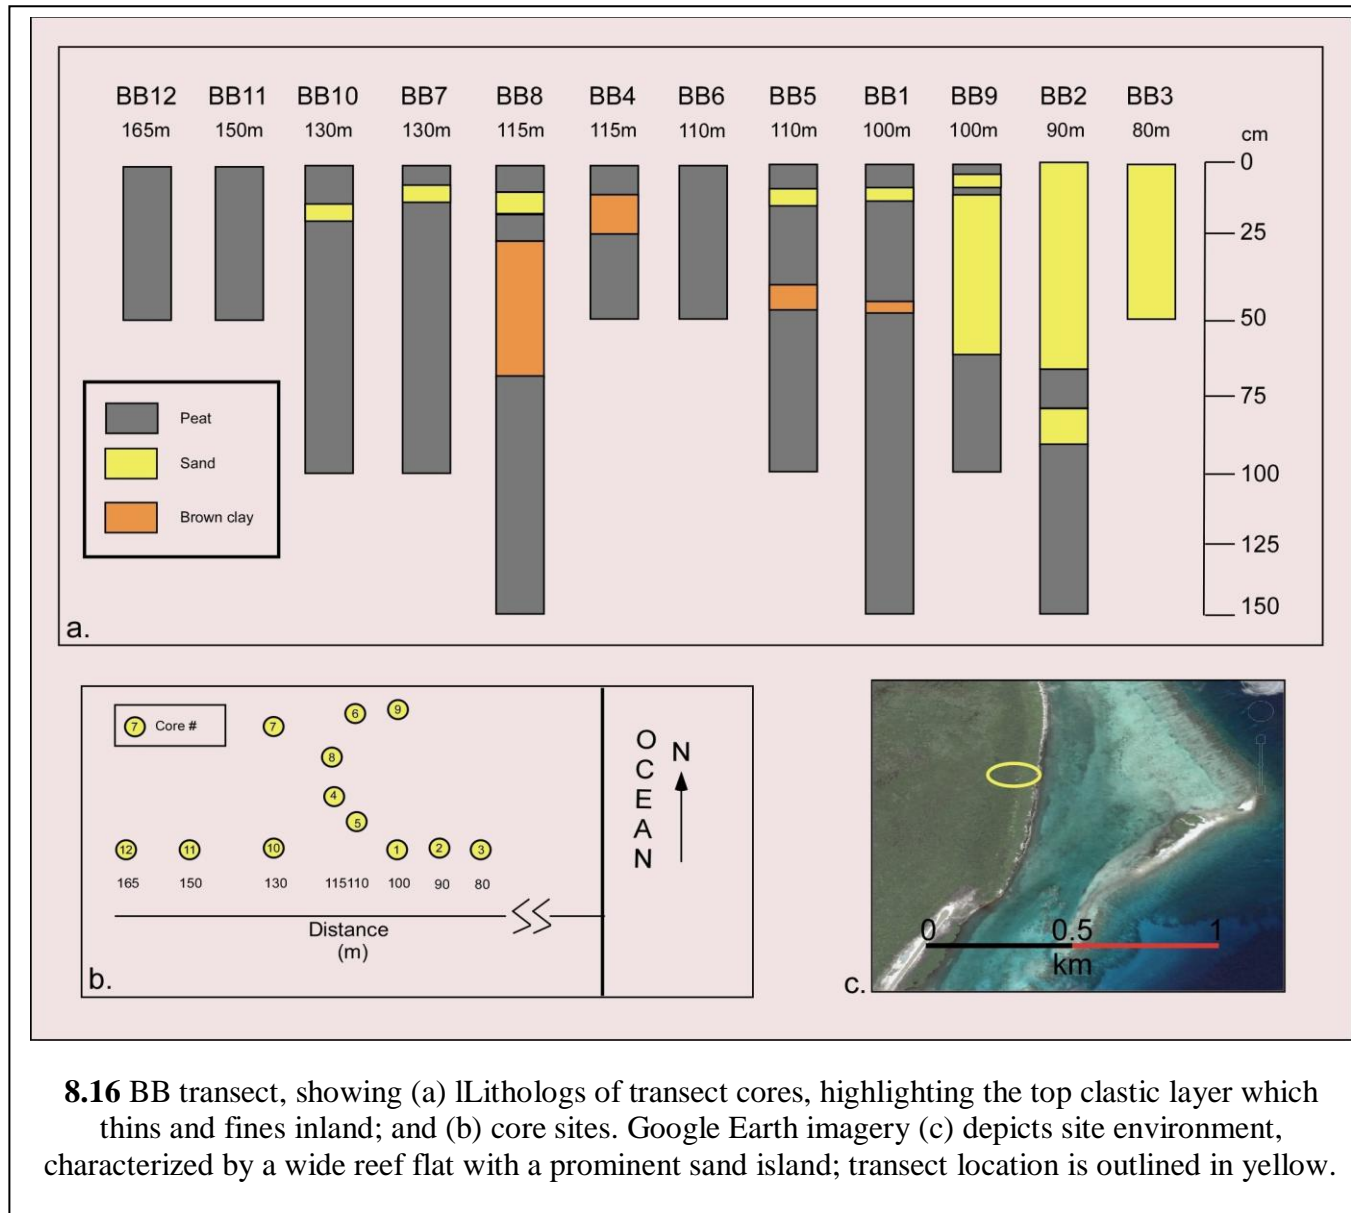 BB12 BB11 BB10 BB7 BB8 BB4 BB6 BB5 BB1 BB9 BB2 BB3
165m 150m 130m 130m 115m 115m 110m 110m 100m 100m 90m 80m cm
0
25
50
75
100
125
150
Peat
Sand
Brown clay
a.
7 Core #
7 6 9
8
4
5
12 11 10 1 2 3
165 150 130 115110 100 90 80
Distance
(m)
OCEAN
N
b.
0 0.5 1
km
c.
8.16 BB transect, showing (a) lLithologs of transect cores, highlighting the top clastic layer which
thins and fines inland; and (b) core sites. Google Earth imagery (c) depicts site environment,
characterized by a wide reef flat with a prominent sand island; transect location is outlined in yellow.